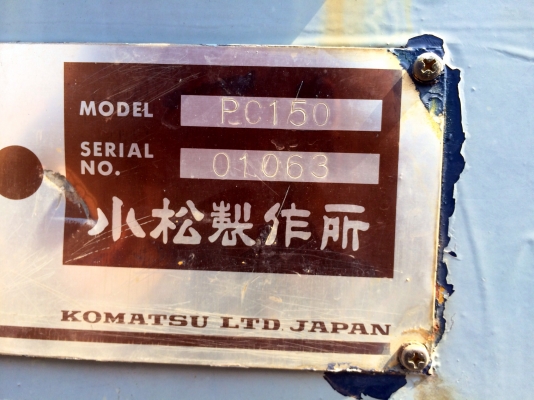 MODEL PC150
SERIAL NO. 01063
小松製作所
KOMATSU LTD. JAPAN